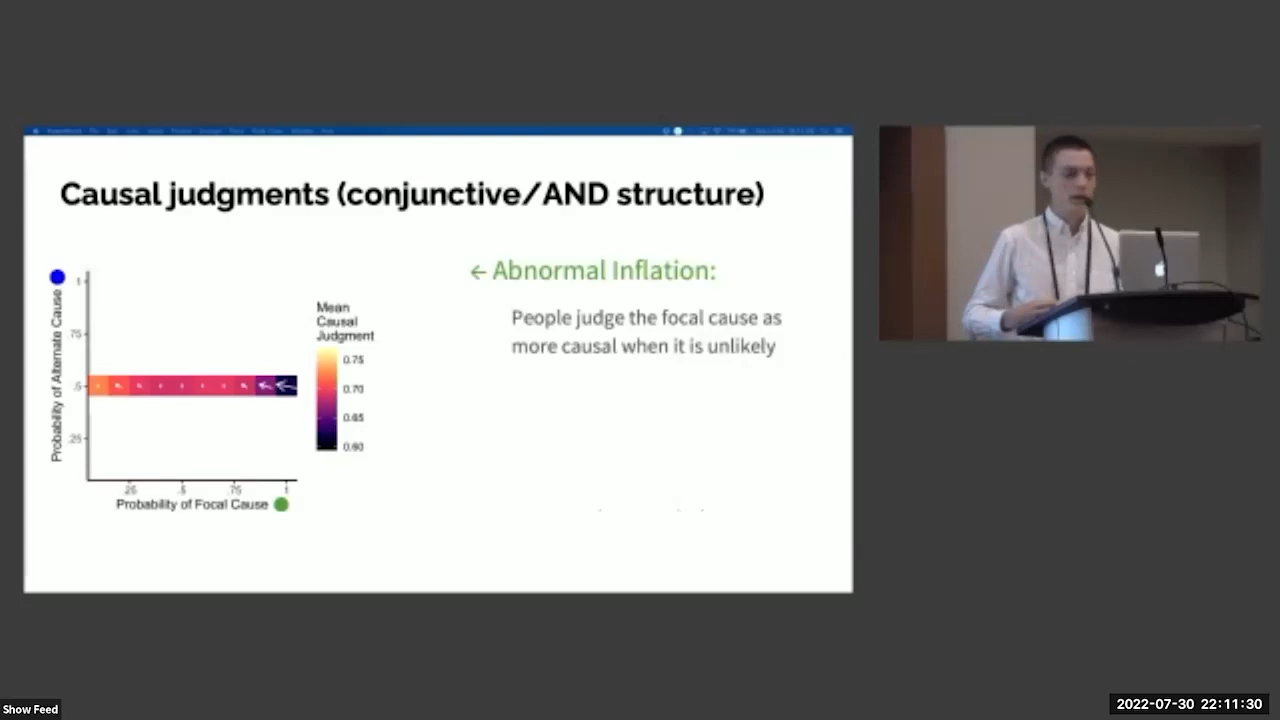 Causal judgments (conjunctive/AND structure)
← Abnormal Inflation:
People judge the focal cause as
more causal when it is unlikely
Probability of Alternate Cause
1
.75
.5
.25
.25 .5 .75 1
Probability of Focal Cause
Mean
Causal
Judgment
0.75
0.70
0.65
0.60
Show Feed
2022-07-30 22:11:30